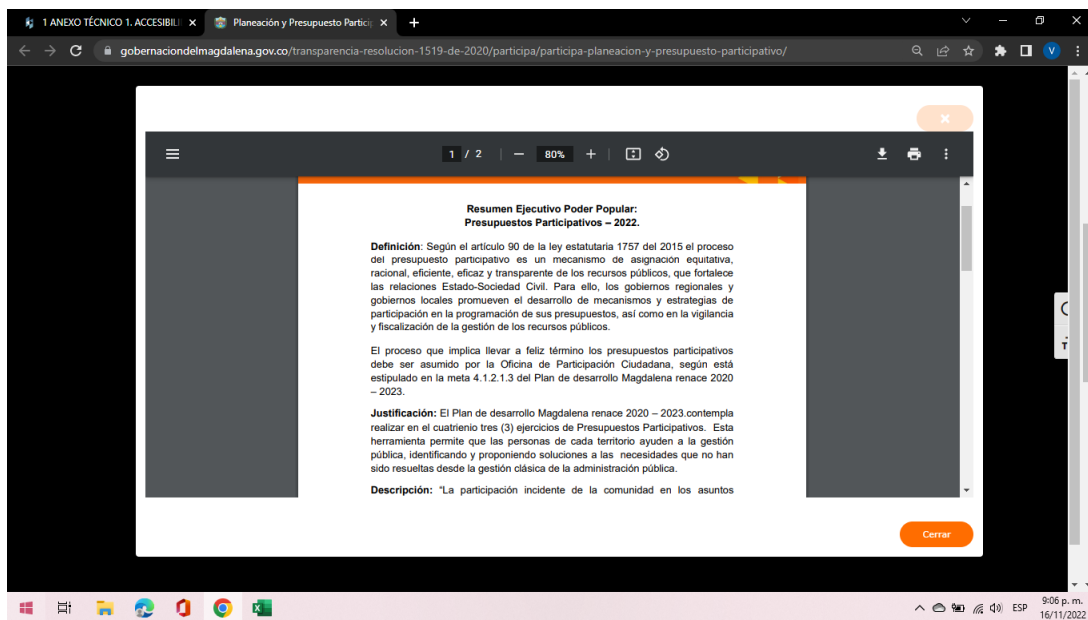 1 ANEXO TÉCNICO 1. ACCESIBILI
Planeación y Presupuesto Particip
gobernaciondelmagdalena.gov.co/transparencia-resolucion-1519-de-2020/participa/participa-planeacion-y-presupuesto-participativo/
V
1 / 2
80%
Resumen Ejecutivo Poder Popular:
Presupuestos Participativos – 2022.
Definición: Según el artículo 90 de la ley estatutaria 1757 del 2015 el proceso
del presupuesto participativo es un mecanismo de asignación equitativa,
racional, eficiente, eficaz y transparente de los recursos públicos, que fortalece
las relaciones Estado-Sociedad Civil. Para ello, los gobiernos regionales y
gobiernos locales promueven el desarrollo de mecanismos y estrategias de
participación en la programación de sus presupuestos, así como en la vigilancia
y fiscalización de la gestión de los recursos públicos.
El proceso que implica llevar a feliz término los presupuestos participativos
debe ser asumido por la Oficina de Participación Ciudadana, según está
estipulado en la meta 4.1.2.1.3 del Plan de desarrollo Magdalena renace 2020
– 2023.
Justificación: El Plan de desarrollo Magdalena renace 2020 – 2023.contempla
realizar en el cuatrienio tres (3) ejercicios de Presupuestos Participativos. Esta
herramienta permite que las personas de cada territorio ayuden a la gestión
pública, identificando y proponiendo soluciones a las necesidades que no han
sido resueltas desde la gestión clásica de la administración pública.
Descripción: “La participación incidente de la comunidad en los asuntos
Cerrar
ESP
9:06 p. m.
16/11/2022